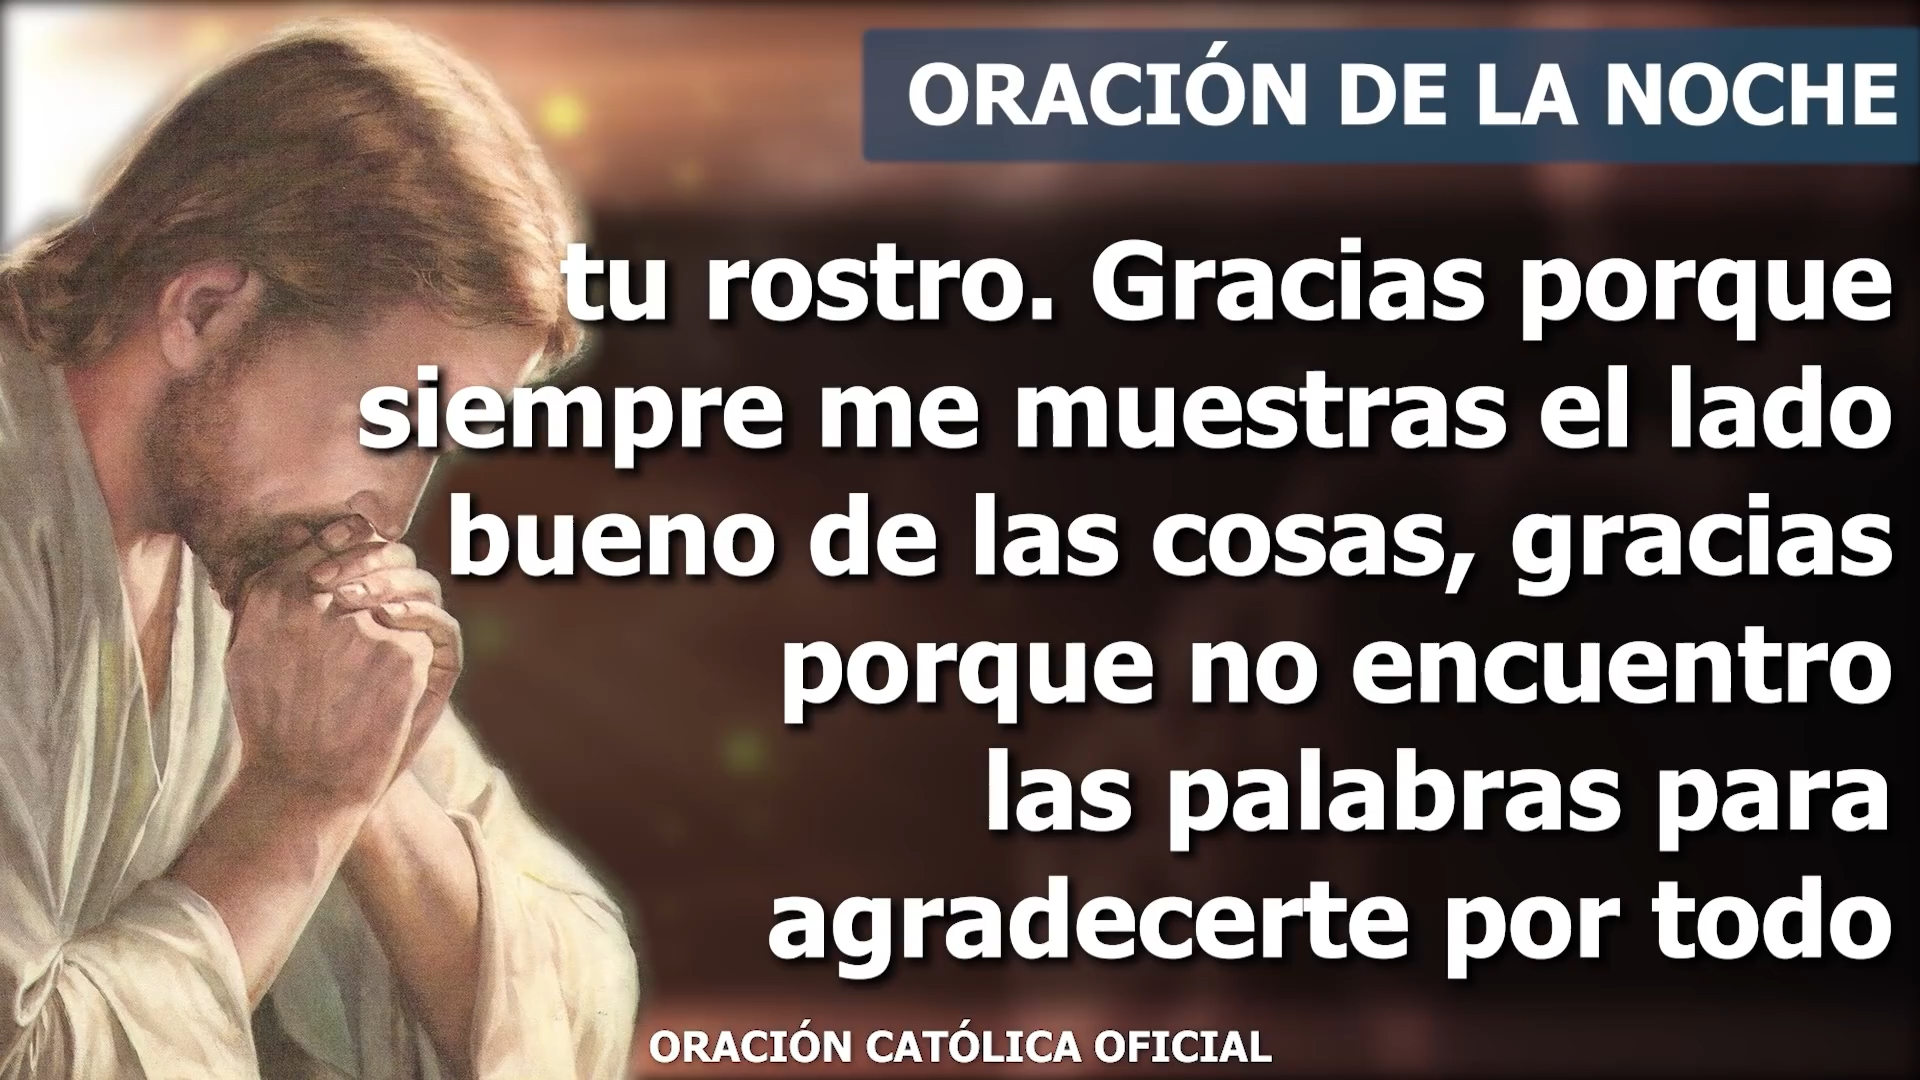 ORACIÓN DE LA NOCHE
tu rostro. Gracias porque
siempre me muestras el lado
bueno de las cosas, gracias
porque no encuentro
las palabras para
agradecerte por todo
ORACIÓN CATÓLICA OFICIAL